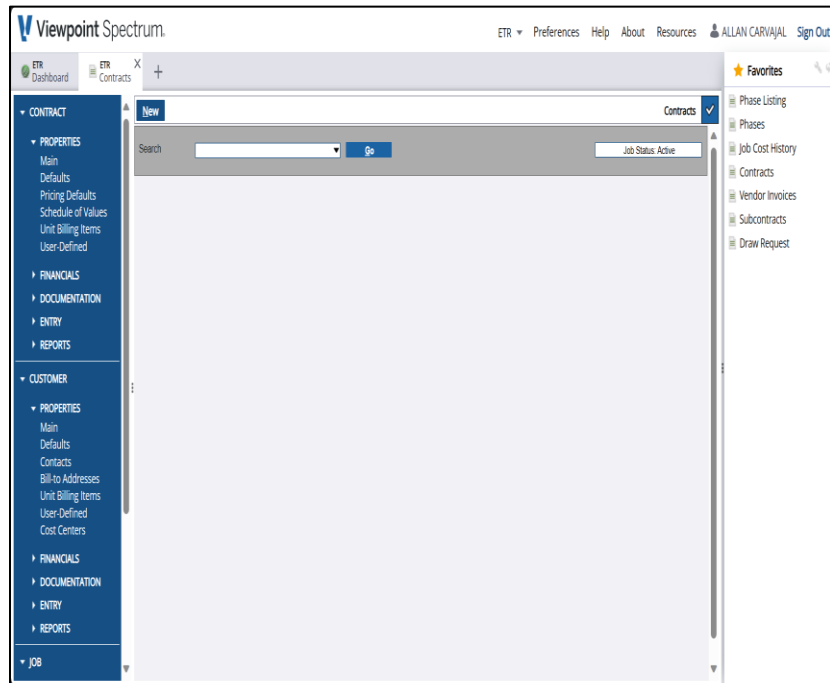 Viewpoint Spectrum.
ETR Preferences Help About Resources ALLAN CARVAJAL Sign Out
ETR Dashboard
ETR Contracts X +
CONTRACT
PROPERTIES
Main
Defaults
Pricing Defaults
Schedule of Values
Unit Billing Items
User-Defined
FINANCIALS
DOCUMENTATION
ENTRY
REPORTS
CUSTOMER
PROPERTIES
Main
Defaults
Contacts
Bill-to Addresses
Unit Billing Items
User-Defined
Cost Centers
FINANCIALS
DOCUMENTATION
ENTRY
REPORTS
JOB
New Contracts
Search Go Job Status: Active
Favorites
Phase Listing
Phases
Job Cost History
Contracts
Vendor Invoices
Subcontracts
Draw Request